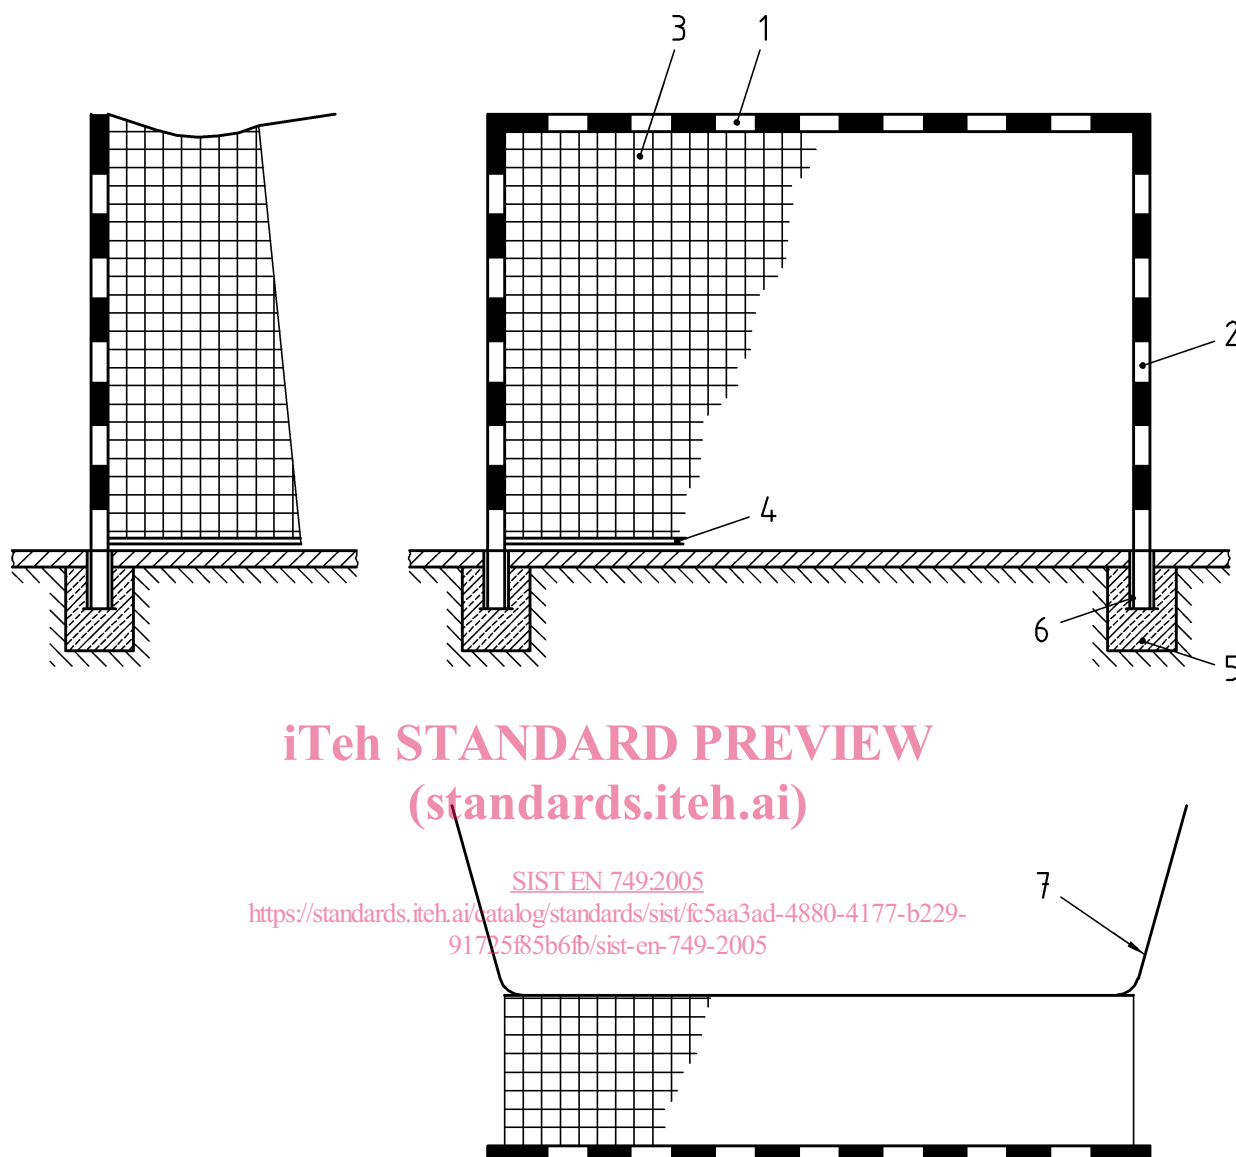 3 1
2
4
6
5
iTeh STANDARD PREVIEW
(standards.iteh.ai)
SIST EN 749:2005
7
https://standards.iteh.ai/catalog/standards/sist/fc5aa3ad-4880-4177-b229-
91725f85b6fb/sist-en-749-2005